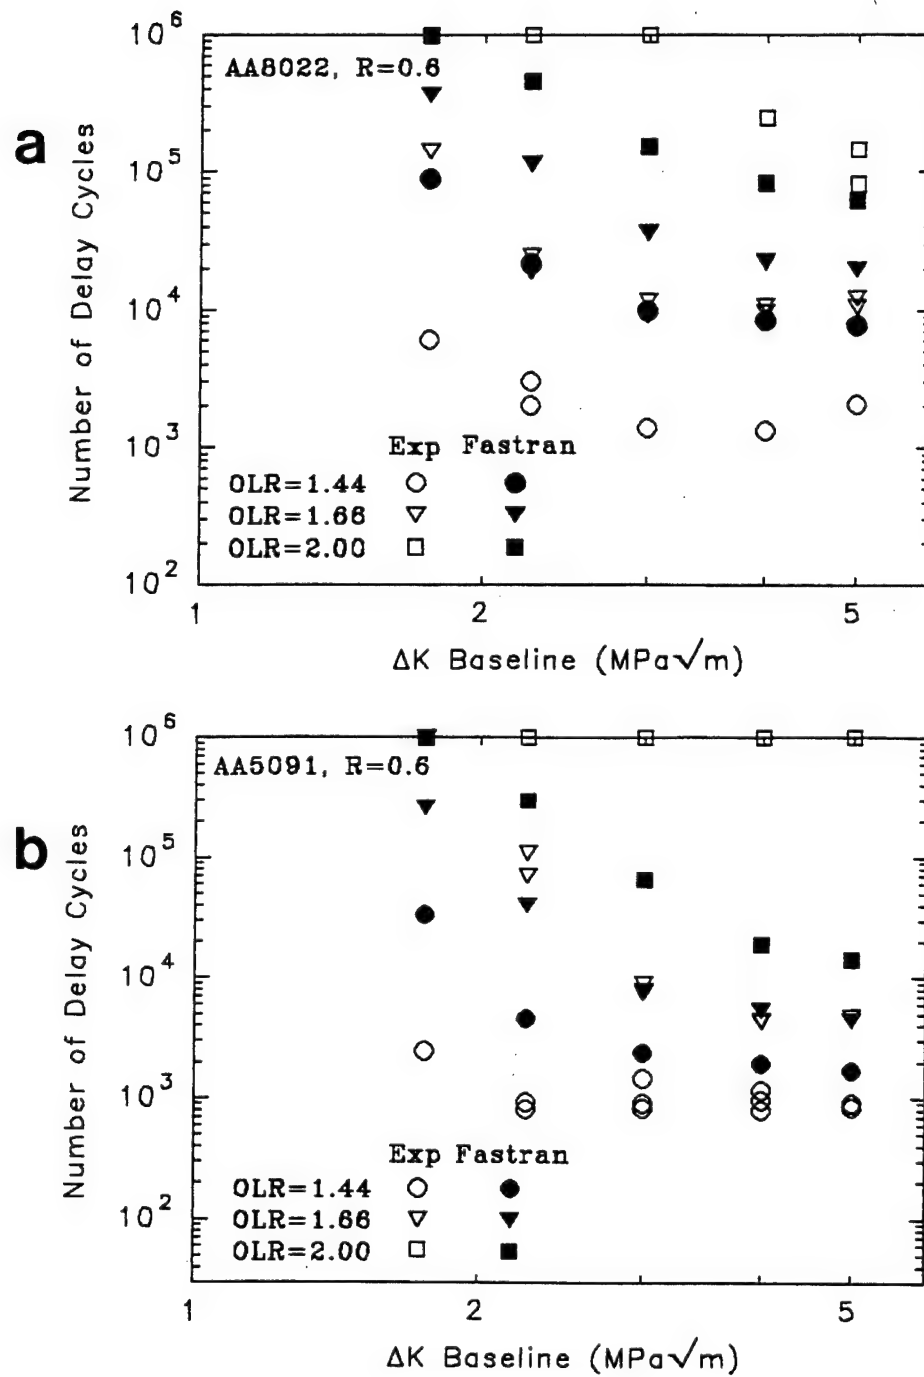 a
Number of Delay Cycles
10^6
10^5
10^4
10^3
10^2
AA8022, R=0.6
Exp Fastran
OLR=1.44
OLR=1.66
OLR=2.00
1 2 5
ΔK Baseline (MPa√m)
b
Number of Delay Cycles
10^6
10^5
10^4
10^3
10^2
AA5091, R=0.6
Exp Fastran
OLR=1.44
OLR=1.66
OLR=2.00
1 2 5
ΔK Baseline (MPa√m)